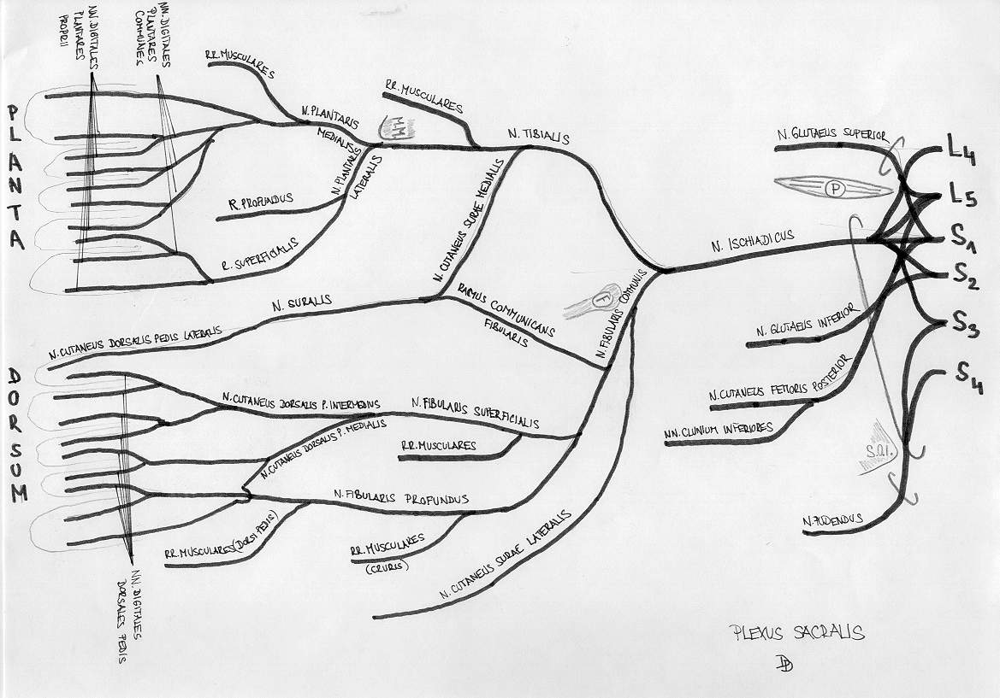 NN. DIGITALES
PLANTARES
PROPRII
NN. DIGITALES
PLANTARES
COMMUNES
RR. MUSCULARES
RR. MUSCULARES
N. PLANTARIS
MEDIALIS
M.M.
N. TIBIALIS
N. GLUTAEUS SUPERIOR
L4
PLANTA
N. PLANTARIS
LATERALIS
P
L5
R. PROFUNDUS
N. CUTANEUS SURAE MEDIALIS
N. ISCHIADICUS
S1
R. SUPERFICIALIS
S2
RAMUS COMMUNICANS
FIBULARIS
F
N. FIBULARIS COMMUNIS
N. SURALIS
N. GLUTAEUS INFERIOR
S3
N. CUTANEUS DORSALIS PEDIS LATERALIS
S4
DORSUM
N. CUTANEUS DORSALIS P. INTERMEDIUS
N. FIBULARIS SUPERFICIALIS
N. CUTANEUS FEMORIS POSTERIOR
NN. CLUNIUM INFERIORES
N. CUTANEUS DORSALIS P. MEDIALIS
RR. MUSCULARES
S.O.I.
N. FIBULARIS PROFUNDUS
N. PUDENDUS
RR. MUSCULARES (DORSI PEDIS)
RR. MUSCULARES
(CRURIS)
N. CUTANEUS SURAE LATERALIS
NN. DIGITALES
DORSALES PEDIS
PLEXUS SACRALIS